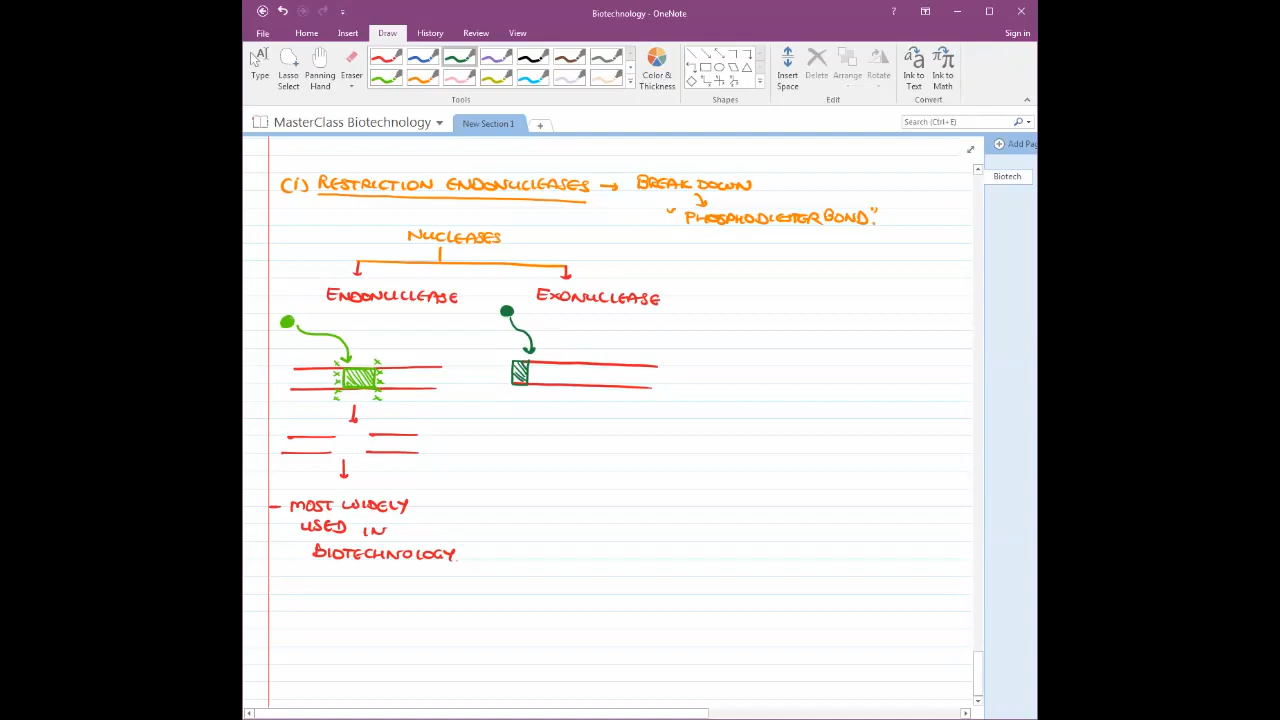 Biotechnology - OneNote
?
File Home Insert Draw History Review View
Sign in
Type
Lasso Select
Panning Hand
Eraser
Color & Thickness
Insert Space
Delete
Arrange
Rotate
Ink to Text
Ink to Math
Tools
Shapes
Edit
Convert
MasterClass Biotechnology
New Section 1
Search (Ctrl+E)
Add Pag
Biotech
(i) RESTRICTION ENDONUCLEASES → BREAK DOWN
"PHOSPHODIESTER BOND."
NUCLEASES
ENDONUCLEASE EXONUCLEASE
- MOST WIDELY
USED IN
BIOTECHNOLOGY.